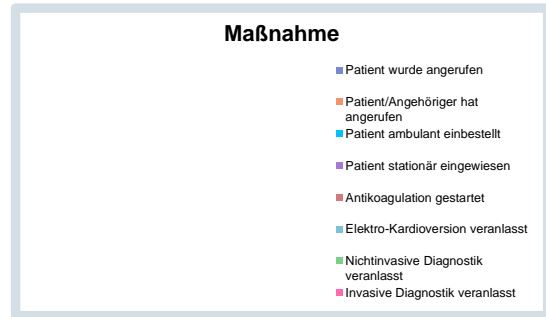 Maßnahme
Patient wurde angerufen
Patient/Angehöriger hat
angerufen
Patient ambulant einbestellt
Patient stationär eingewiesen
Antikoagulation gestartet
Elektro-Kardioversion veranlasst
Nichtinvasive Diagnostik
veranlasst
Invasive Diagnostik veranlasst